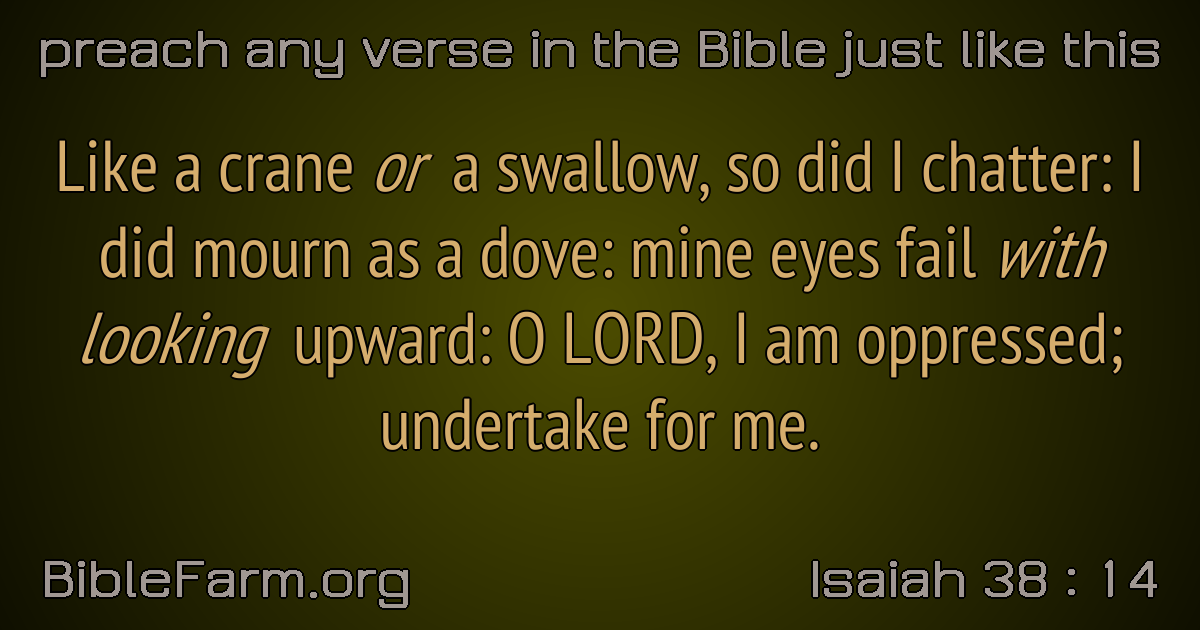 preach any verse in the Bible just like this
Like a crane or a swallow, so did I chatter: I
did mourn as a dove: mine eyes fail with
looking upward: O LORD, I am oppressed;
undertake for me.
BibleFarm.org
Isaiah 38 : 14